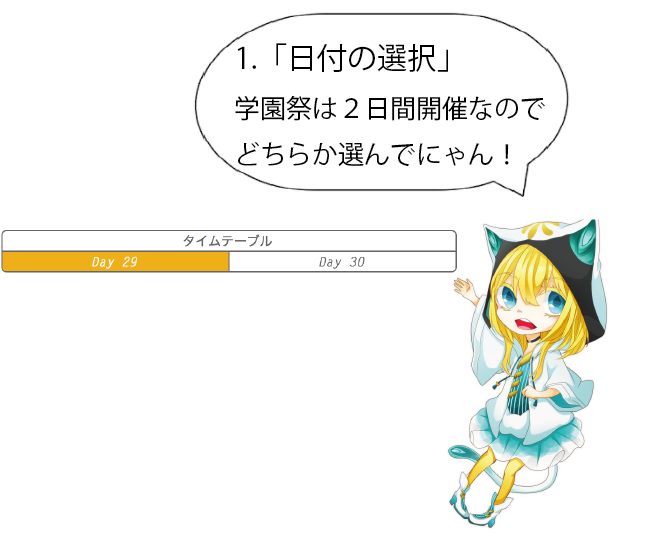 1.「日付の選択」
学園祭は２日間開催なので
どちらか選んでにゃん！
タイムテーブル
Day 29
Day 30